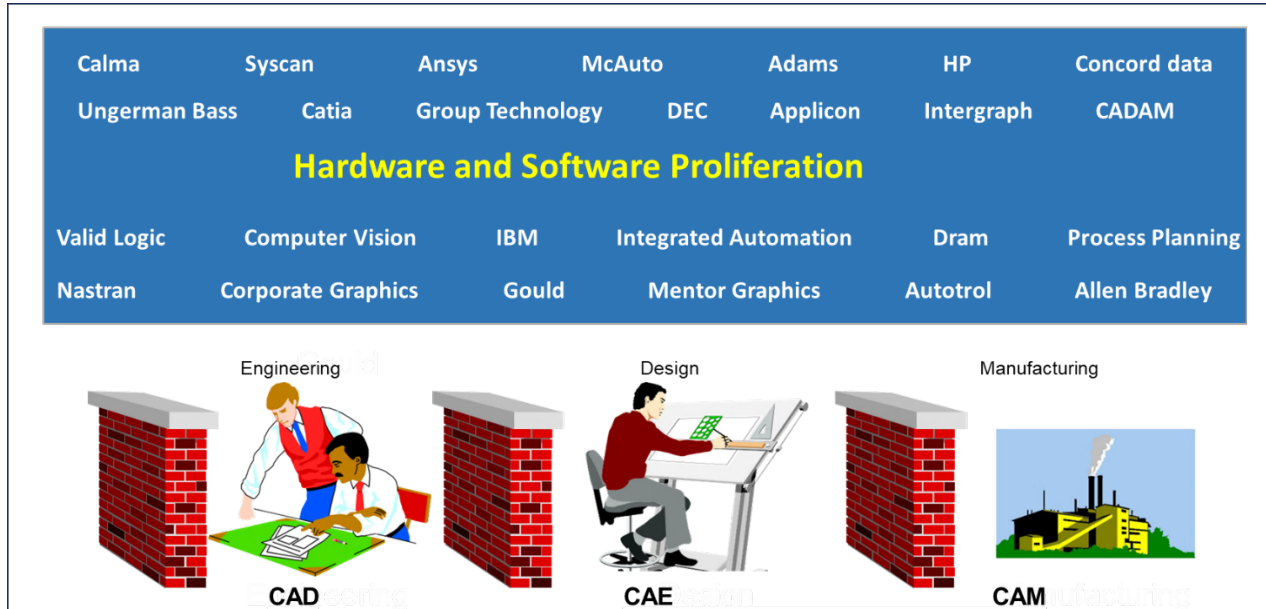 Calma Syscan Ansys McAuto Adams HP Concord data
Ungerman Bass Catia Group Technology DEC Applicon Intergraph CADAM
Hardware and Software Proliferation
Valid Logic Computer Vision IBM Integrated Automation Dram Process Planning
Nastran Corporate Graphics Gould Mentor Graphics Autotrol Allen Bradley
Engineering Design Manufacturing
CAD CAE CAM